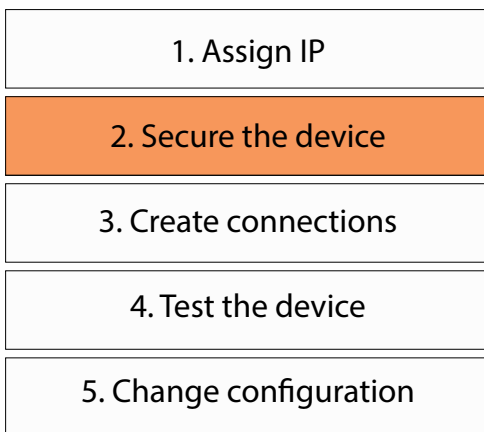 1. Assign IP
2. Secure the device
3. Create connections
4. Test the device
5. Change configuration